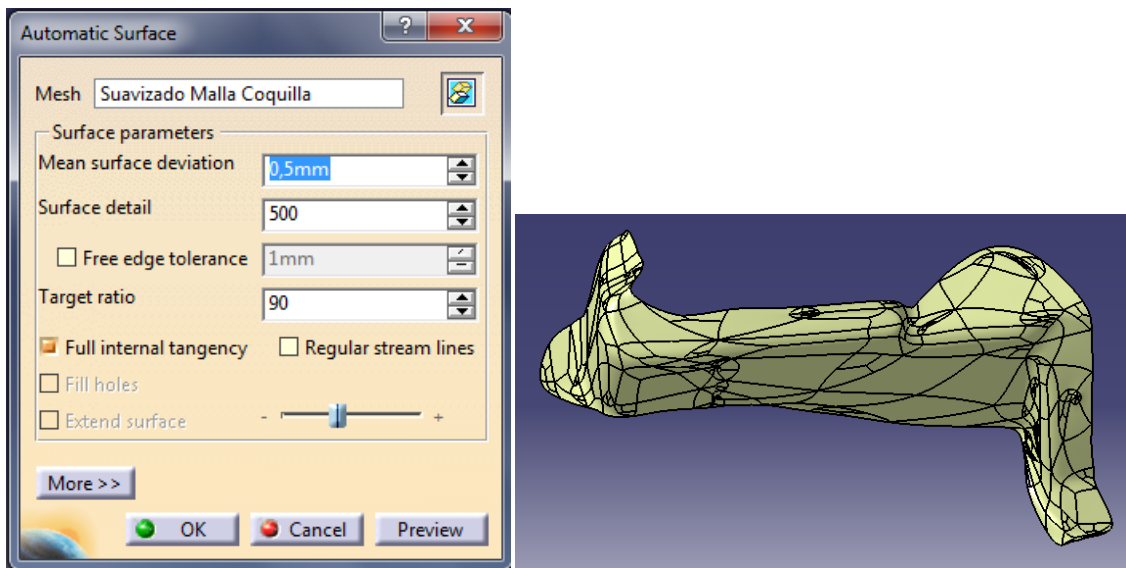 Automatic Surface ? X
Mesh Suavizado Malla Coquilla
Surface parameters
Mean surface deviation 0,5mm
Surface detail 500
Free edge tolerance 1mm
Target ratio 90
Full internal tangency Regular stream lines
Fill holes
Extend surface - +
More >>
OK Cancel Preview